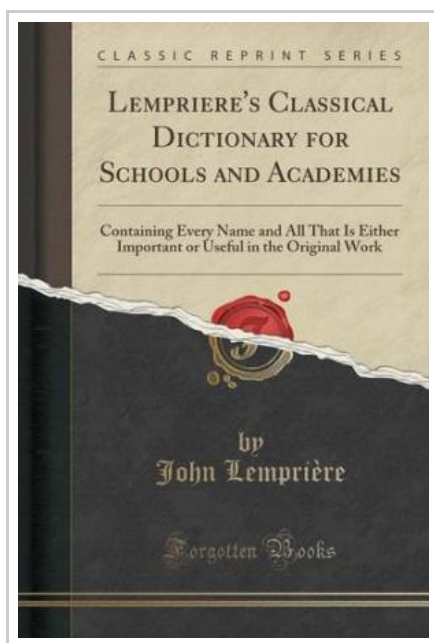 CLASSIC REPRINT SERIES
LEMPRIERE'S CLASSICAL
DICTIONARY FOR
SCHOOLS AND ACADEMIES
Containing Every Name and All That Is Either
Important or Useful in the Original Work
by
John Lemprière
Forgotten Books